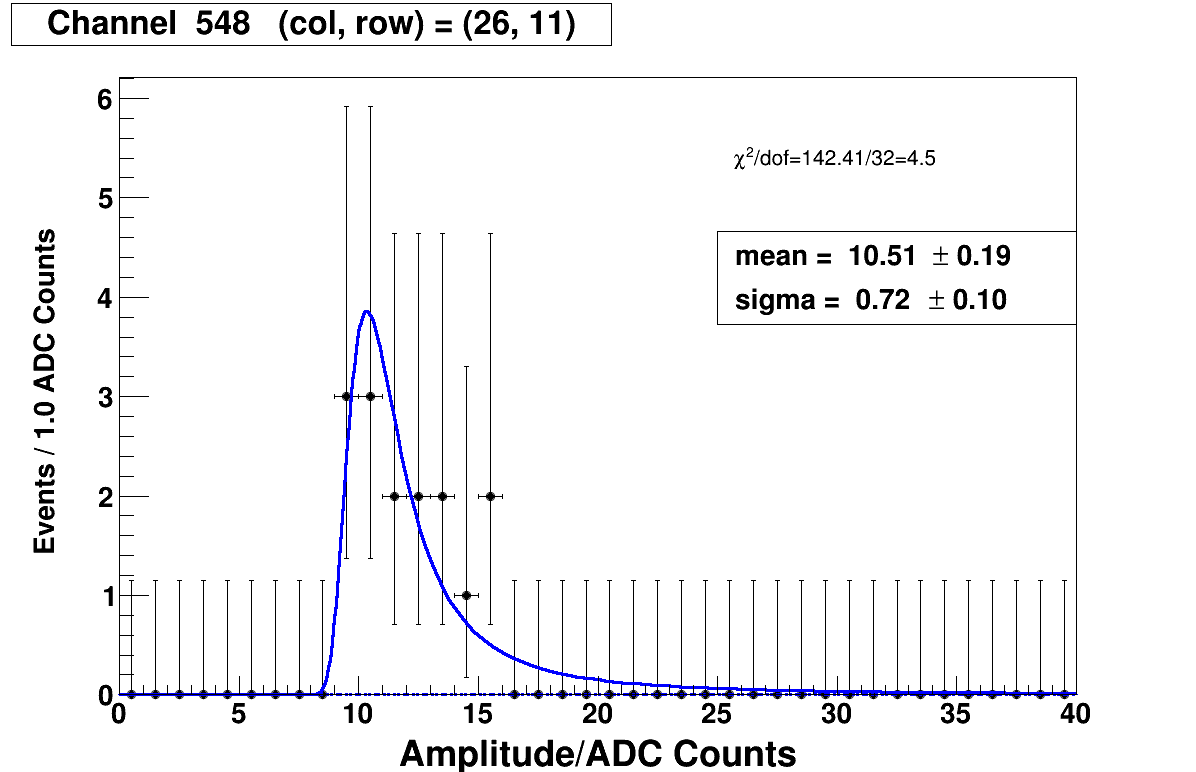 Channel 548 (col, row) = (26, 11)
6
5
4
3
2
1
0
Events / 1.0 ADC Counts
χ²/dof=142.41/32=4.5
mean = 10.51 ± 0.19
sigma = 0.72 ± 0.10
0 5 10 15 20 25 30 35 40
Amplitude/ADC Counts